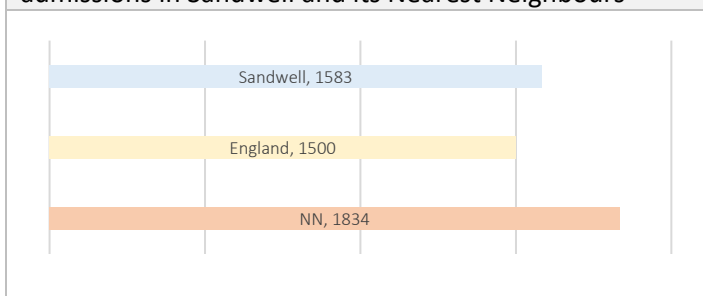 admissions in Sandwell and its Nearest Neighbours
Sandwell, 1583
England, 1500
NN, 1834